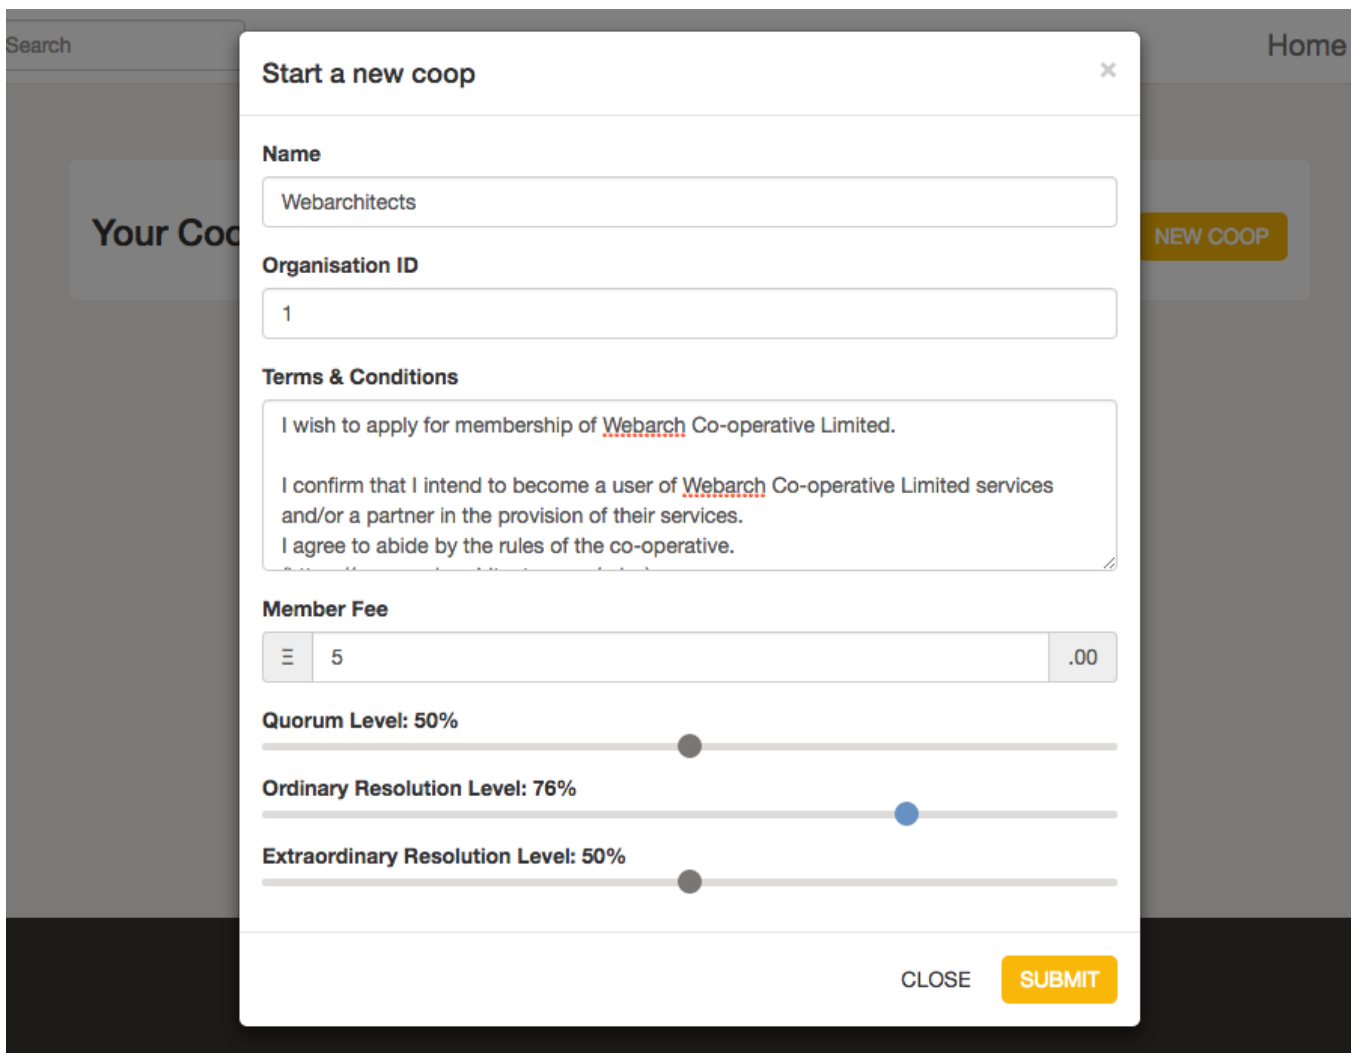 Search
Home
Start a new coop
×
Name
Webarchitects
Your Coo
NEW COOP
Organisation ID
1
Terms & Conditions
I wish to apply for membership of Webarch Co-operative Limited.
I confirm that I intend to become a user of Webarch Co-operative Limited services
and/or a partner in the provision of their services.
I agree to abide by the rules of the co-operative.
Member Fee
Ξ 5 .00
Quorum Level: 50%
Ordinary Resolution Level: 76%
Extraordinary Resolution Level: 50%
CLOSE
SUBMIT